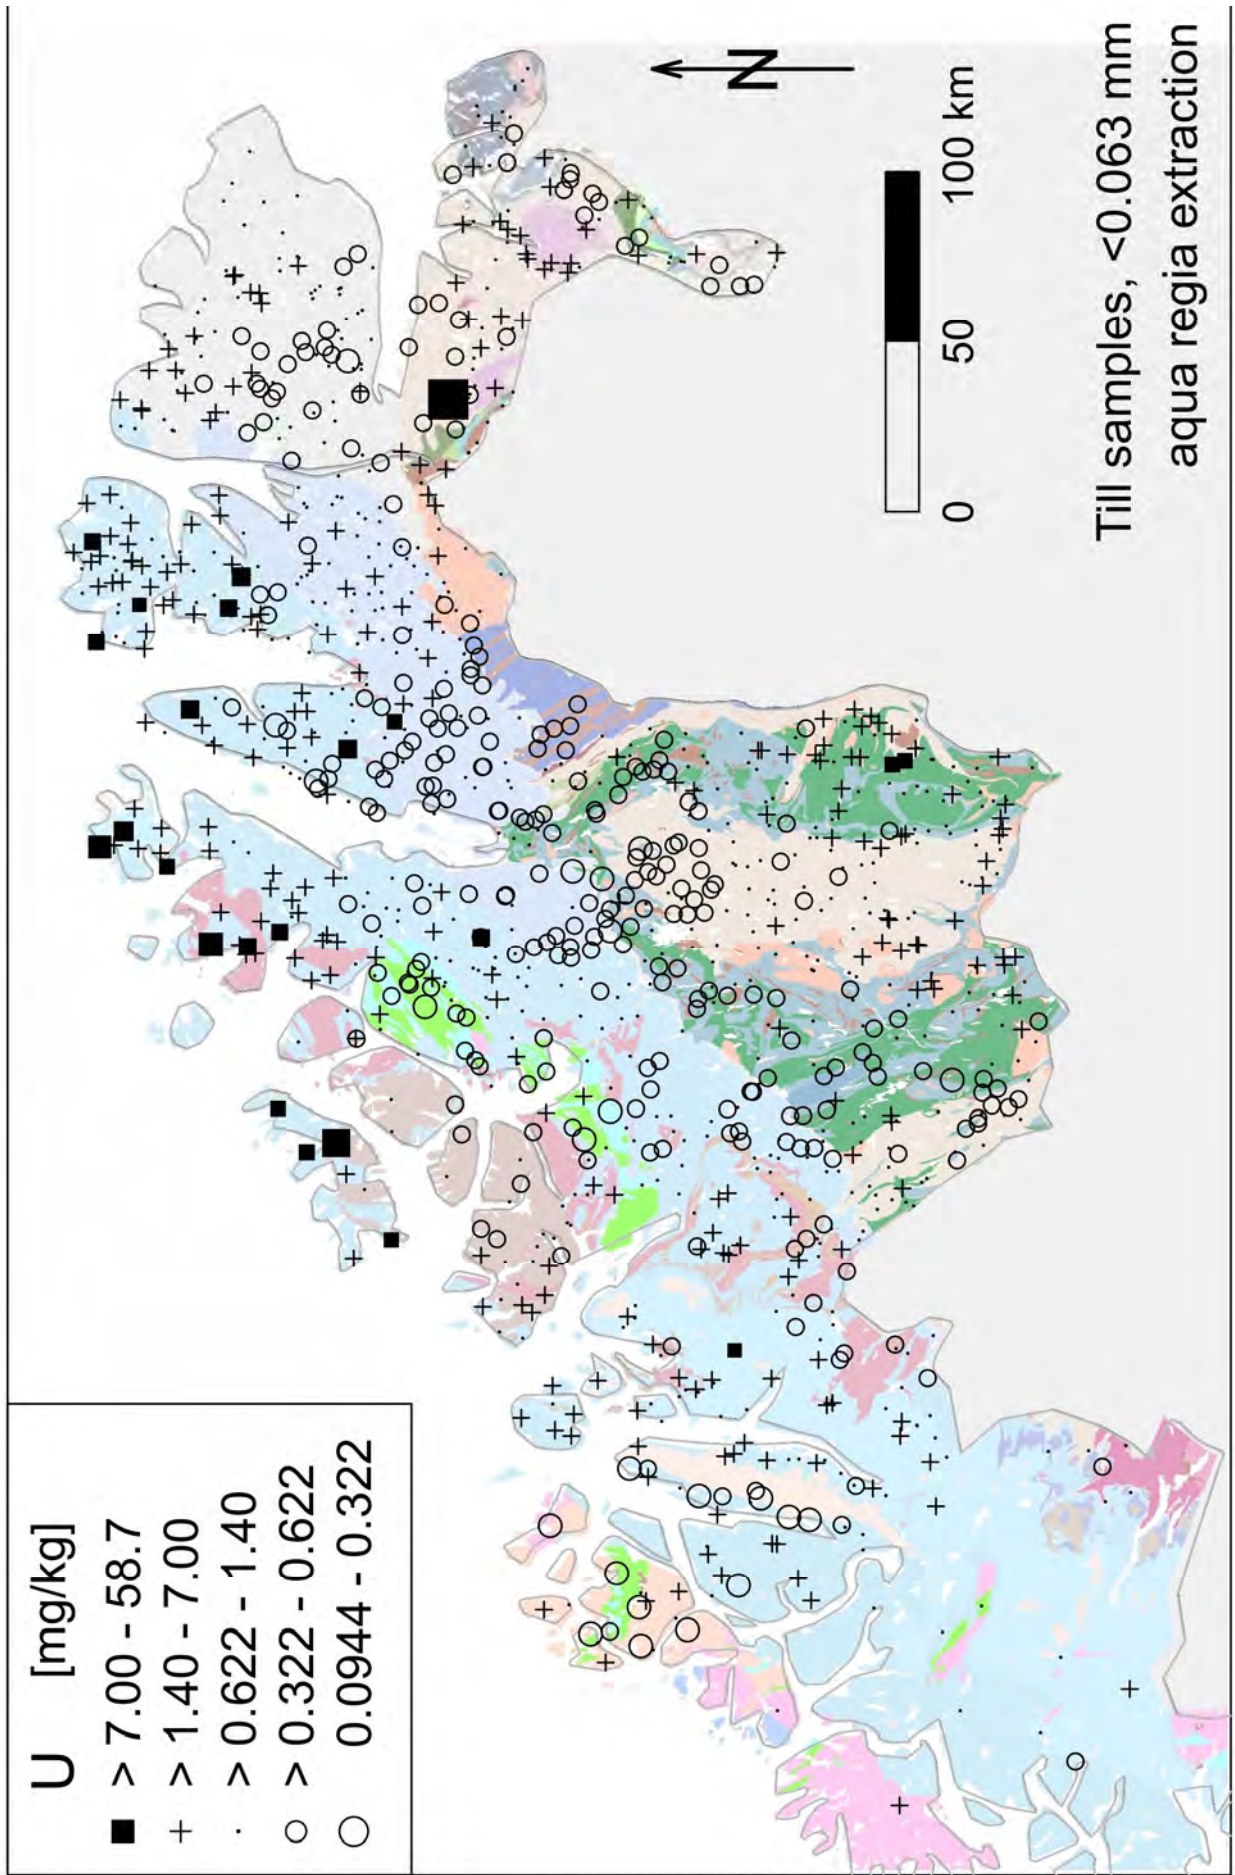 U [mg/kg]
> 7.00 - 58.7
> 1.40 - 7.00
> 0.622 - 1.40
> 0.322 - 0.622
0.0944 - 0.322
N
0 50 100 km
Till samples, <0.063 mm
aqua regia extraction